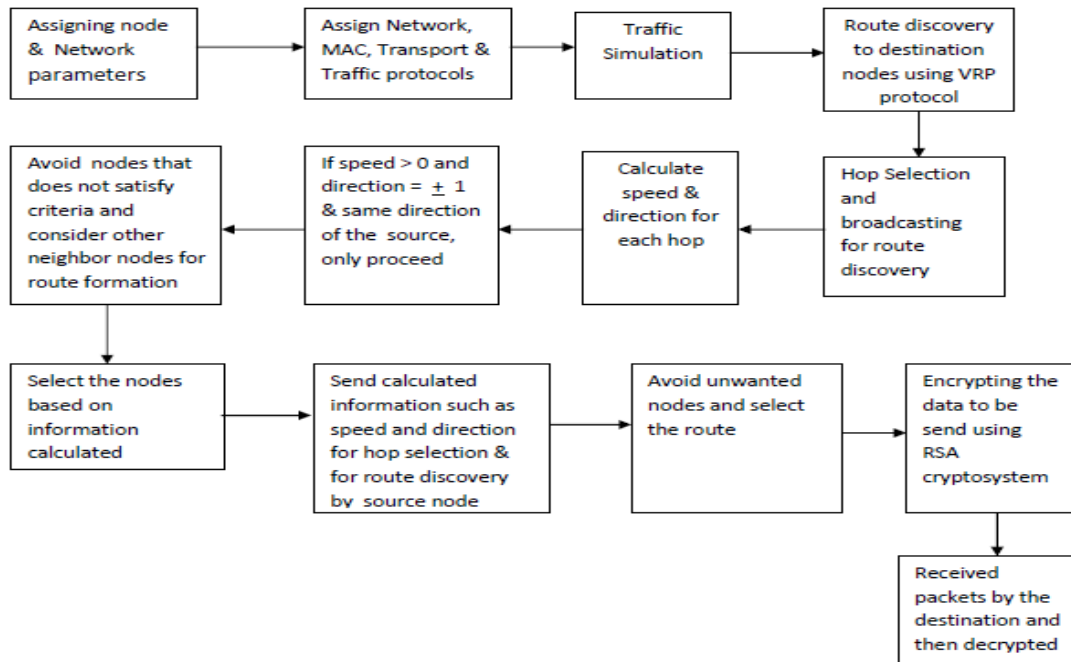 Assigning node
& Network
parameters
Assign Network,
MAC, Transport &
Traffic protocols
Traffic
Simulation
Route discovery
to destination
nodes using VRP
protocol
Hop Selection
and
broadcasting
for route
discovery
Calculate
speed &
direction for
each hop
If speed > 0 and
direction = ± 1
& same direction
of the source,
only proceed
Avoid nodes that
does not satisfy
criteria and
consider other
neighbor nodes for
route formation
Select the nodes
based on
information
calculated
Send calculated
information such as
speed and direction
for hop selection &
for route discovery
by source node
Avoid unwanted
nodes and select
the route
Encrypting the
data to be
send using
RSA
cryptosystem
Received
packets by the
destination and
then decrypted